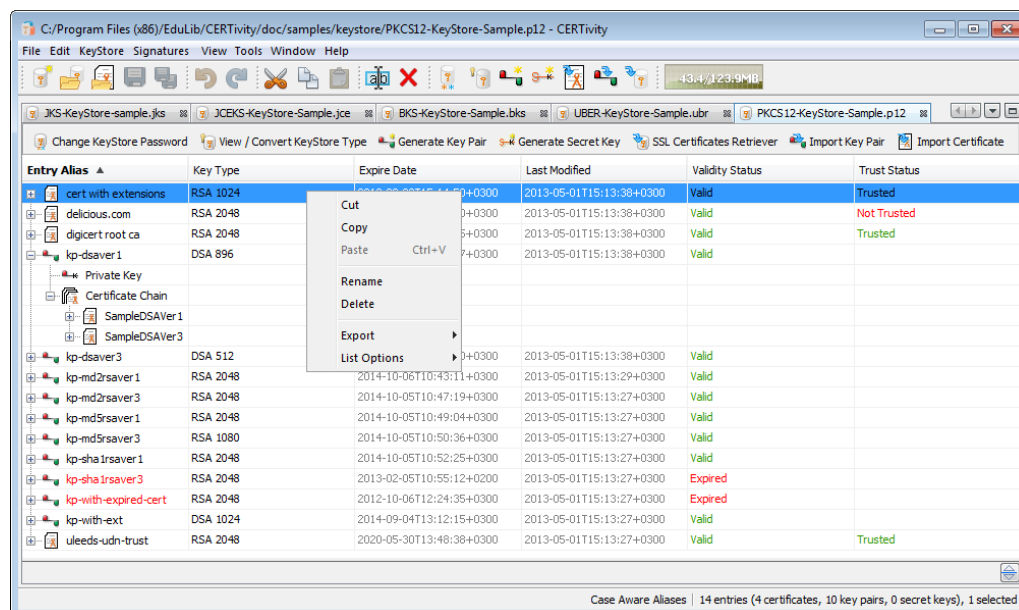 C:/Program Files (x86)/EduLib/CERTivity/doc/samples/keystore/PKCS12-KeyStore-Sample.p12 - CERTivity
File Edit KeyStore Signatures View Tools Window Help
43.4/123.9MB
JKS-KeyStore-sample.jks JCEKS-KeyStore-Sample.jce BKS-KeyStore-Sample.bks UBER-KeyStore-Sample.ubr PKCS12-KeyStore-Sample.p12
Change KeyStore Password View / Convert KeyStore Type Generate Key Pair Generate Secret Key SSL Certificates Retriever Import Key Pair Import Certificate
Entry Alias Key Type Expire Date Last Modified Validity Status Trust Status
cert with extensions RSA 1024 2013-05-01T15:13:38+0300 Valid Trusted
delicious.com RSA 2048 0+0300 2013-05-01T15:13:38+0300 Valid Not Trusted
digicert root ca RSA 2048 5+0300 2013-05-01T15:13:38+0300 Valid Trusted
kp-dsaver1 DSA 896 7+0300 2013-05-01T15:13:38+0300 Valid
Private Key
Certificate Chain
SampleDSAVer1
SampleDSAVer3
Cut
Copy
Paste Ctrl+V
Rename
Delete
Export
List Options
kp-dsaver3 DSA 512 0+0300 2013-05-01T15:13:38+0300 Valid
kp-md2rsaver1 RSA 2048 2014-10-06T10:43:11+0300 2013-05-01T15:13:29+0300 Valid
kp-md2rsaver3 RSA 2048 2014-10-05T10:47:19+0300 2013-05-01T15:13:27+0300 Valid
kp-md5rsaver1 RSA 2048 2014-10-05T10:49:04+0300 2013-05-01T15:13:27+0300 Valid
kp-md5rsaver3 RSA 1080 2014-10-05T10:50:36+0300 2013-05-01T15:13:27+0300 Valid
kp-sha1rsaver1 RSA 2048 2014-10-05T10:52:25+0300 2013-05-01T15:13:27+0300 Valid
kp-sha1rsaver3 RSA 2048 2013-02-05T10:55:12+0200 2013-05-01T15:13:27+0300 Expired
kp-with-expired-cert RSA 2048 2012-10-06T12:24:35+0300 2013-05-01T15:13:27+0300 Expired
kp-with-ext DSA 1024 2014-09-04T13:12:15+0300 2013-05-01T15:13:27+0300 Valid
uleeds-udn-trust RSA 2048 2020-05-30T13:48:38+0300 2013-05-01T15:13:27+0300 Valid Trusted
Case Aware Aliases 14 entries (4 certificates, 10 key pairs, 0 secret keys), 1 selected